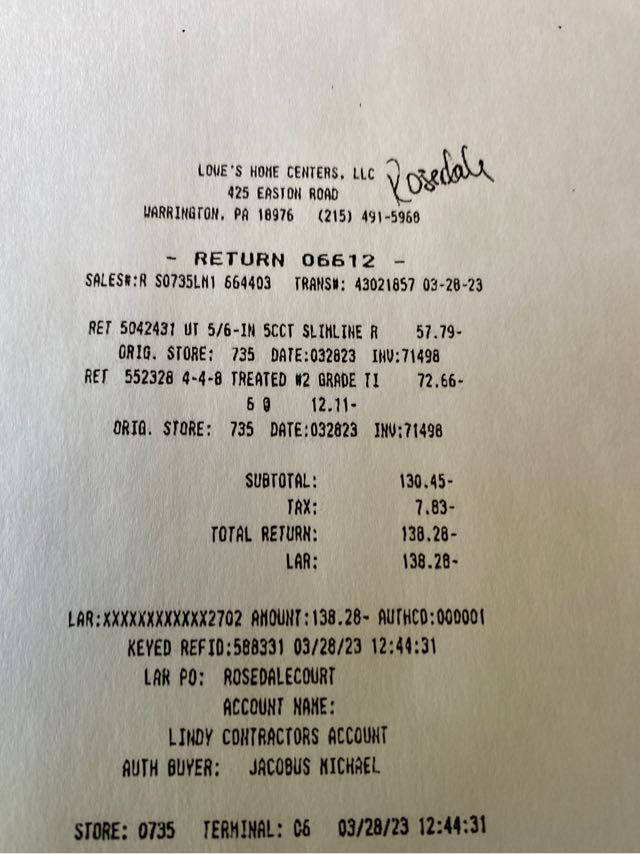 LOWE'S HOME CENTERS, LLC Rosedale
425 EASTON ROAD
WARRINGTON, PA 18976 (215) 491-5968
- RETURN 06612 -
SALES#:R S0735LM1 664403 TRANS#: 43021857 03-28-23
RET 5042431 UT 5/6-IN 5CCT SLIMLINE R 57.79-
ORIG. STORE: 735 DATE:032823 INV:71498
RET 552328 4-4-8 TREATED #2 GRADE TI 72.66-
6 @ 12.11-
ORIG. STORE: 735 DATE:032823 INV:71498
SUBTOTAL: 130.45-
TAX: 7.83-
TOTAL RETURN: 138.28-
LAR: 138.28-
LAR:XXXXXXXXXXXX2702 AMOUNT:138.28- AUTHCD:000001
KEYED REFID:588331 03/28/23 12:44:31
LAR PO: ROSEDALECOURT
ACCOUNT NAME:
LINDY CONTRACTORS ACCOUNT
AUTH BUYER: JACOBUS MICHAEL
STORE: 0735 TERMINAL: C6 03/28/23 12:44:31